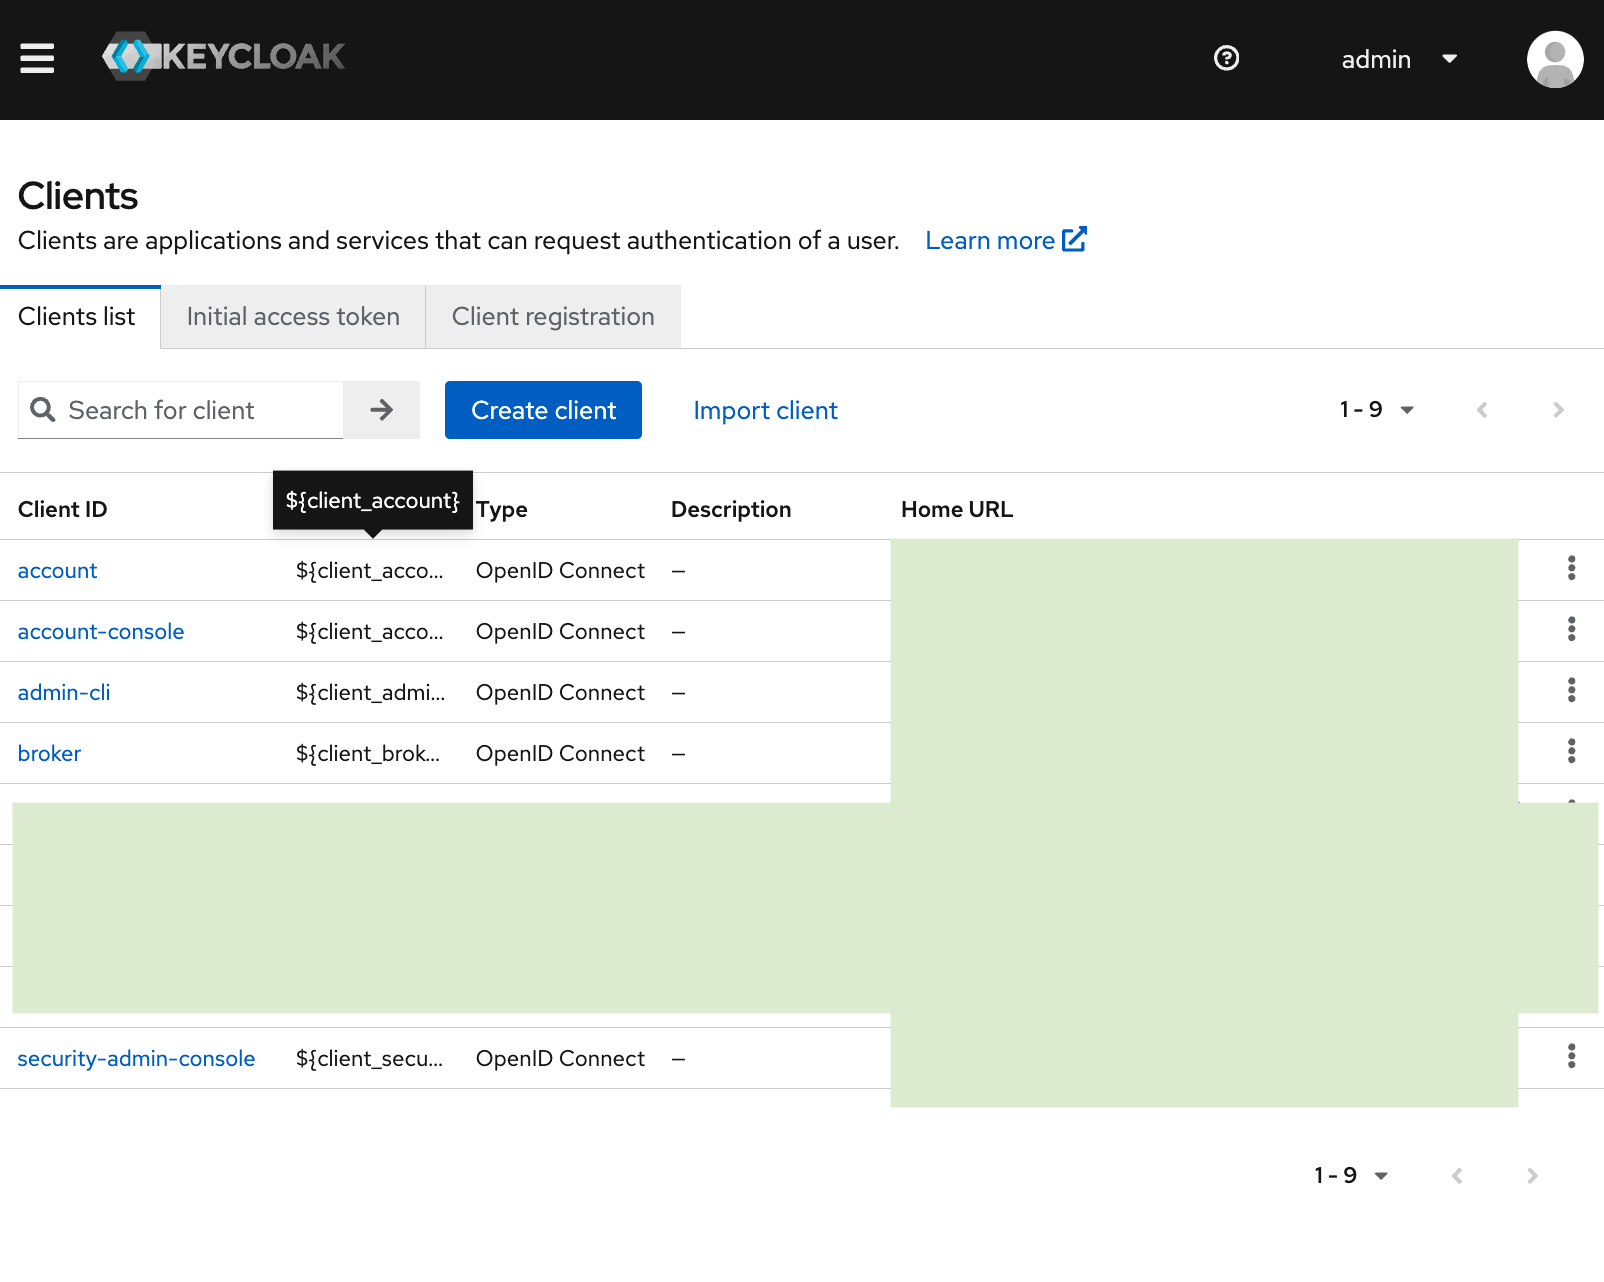 KEYCLOAK
admin
Clients
Clients are applications and services that can request authentication of a user. Learn more
Clients list Initial access token Client registration
Search for client Create client Import client 1 - 9
${client_account}
Client ID Type Description Home URL
account ${client_acco... OpenID Connect –
account-console ${client_acco... OpenID Connect –
admin-cli ${client_admi... OpenID Connect –
broker ${client_brok... OpenID Connect –
security-admin-console ${client_secu... OpenID Connect –
1 - 9